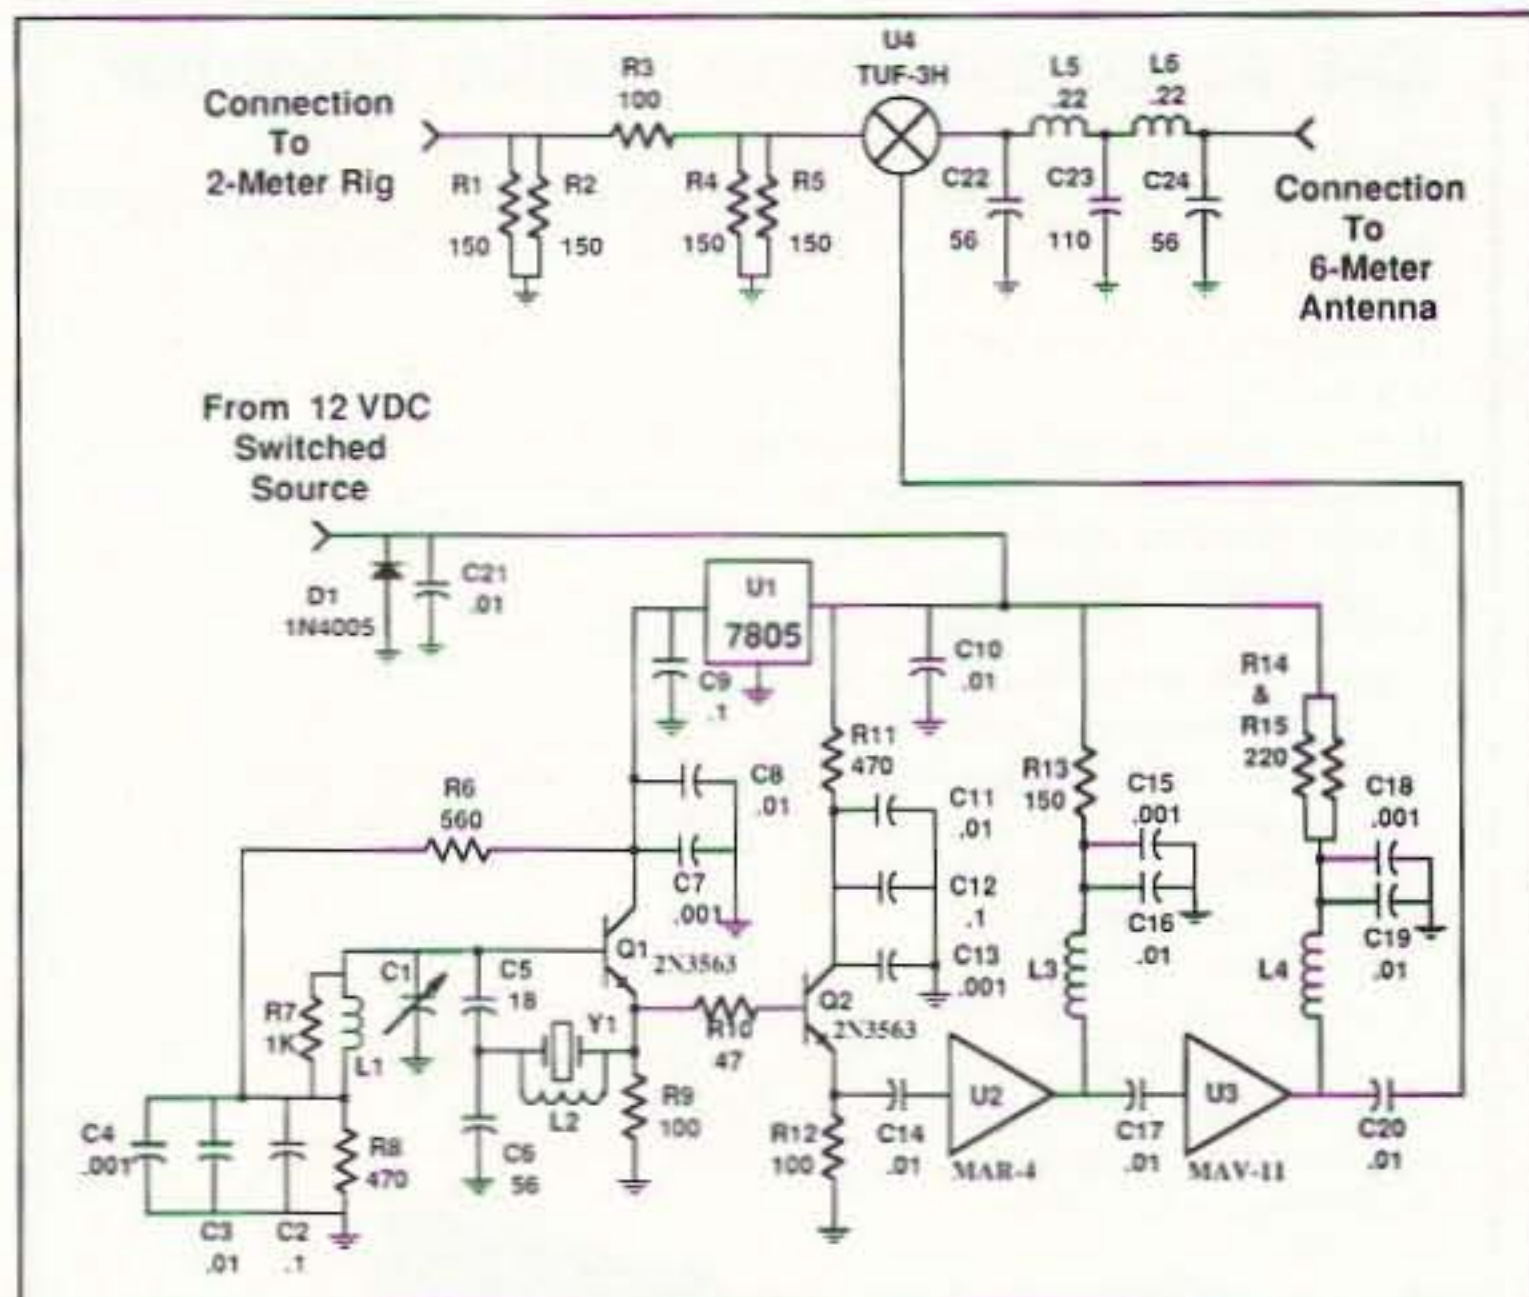 U4
TUF-3H
R3
100
L5
.22
L6
.22
Connection
To
2-Meter Rig
R1
150
R2
150
R4
150
R5
150
C22
56
C23
110
C24
56
Connection
To
6-Meter
Antenna
From 12 VDC
Switched
Source
D1
1N4005
C21
.01
U1
7805
C9
.1
C10
.01
R14
&
R15
220
R11
470
R13
150
C8
.01
R6
560
C7
.001
C11
.01
C12
.1
C13
.001
C15
.001
C16
.01
C18
.001
C19
.01
Q1
2N3563
C1
C5
18
R7
1K
L1
Y1
L2
R10
47
Q2
2N3563
L3
L4
C4
.001
C3
.01
C2
.1
R8
470
C6
56
R9
100
R12
100
C14
.01
U2
MAR-4
C17
.01
U3
MAV-11
C20
.01